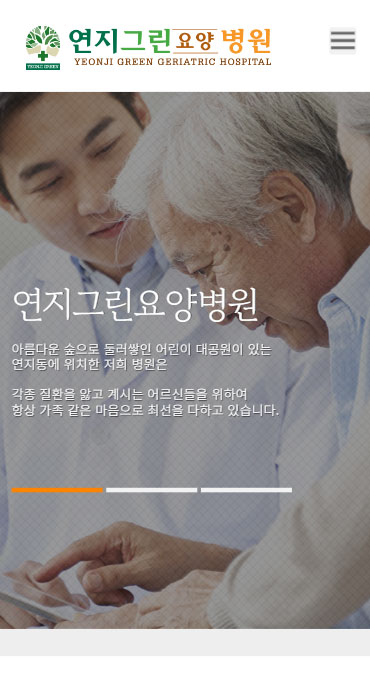 연지그린요양병원
YEONJI GREEN
YEONJI GREEN GERIATRIC HOSPITAL
연지그린요양병원
아름다운 숲으로 둘러쌓인 어린이 대공원이 있는
연지동에 위치한 저희 병원은
각종 질환을 앓고 계시는 어르신들을 위하여
항상 가족 같은 마음으로 최선을 다하고 있습니다.